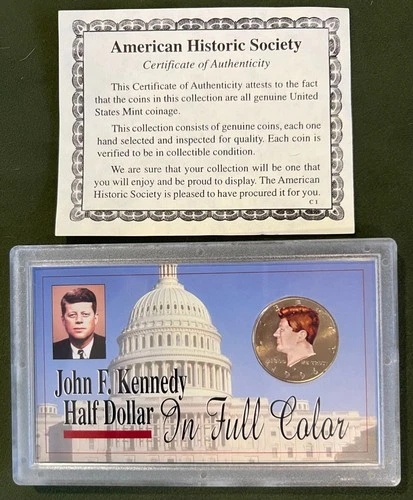 American Historic Society
Certificate of Authenticity
This Certificate of Authenticity attests to the fact
that the coins in this collection are all genuine United
States Mint coinage.
This collection consists of genuine coins, each one
hand selected and inspected for quality. Each coin is
verified to be in collectible condition.
We are sure that your collection will be one that
you will enjoy and be proud to display. The American
Historic Society is pleased to have procured it for you.
C 1
John F. Kennedy
Half Dollar
In Full Color